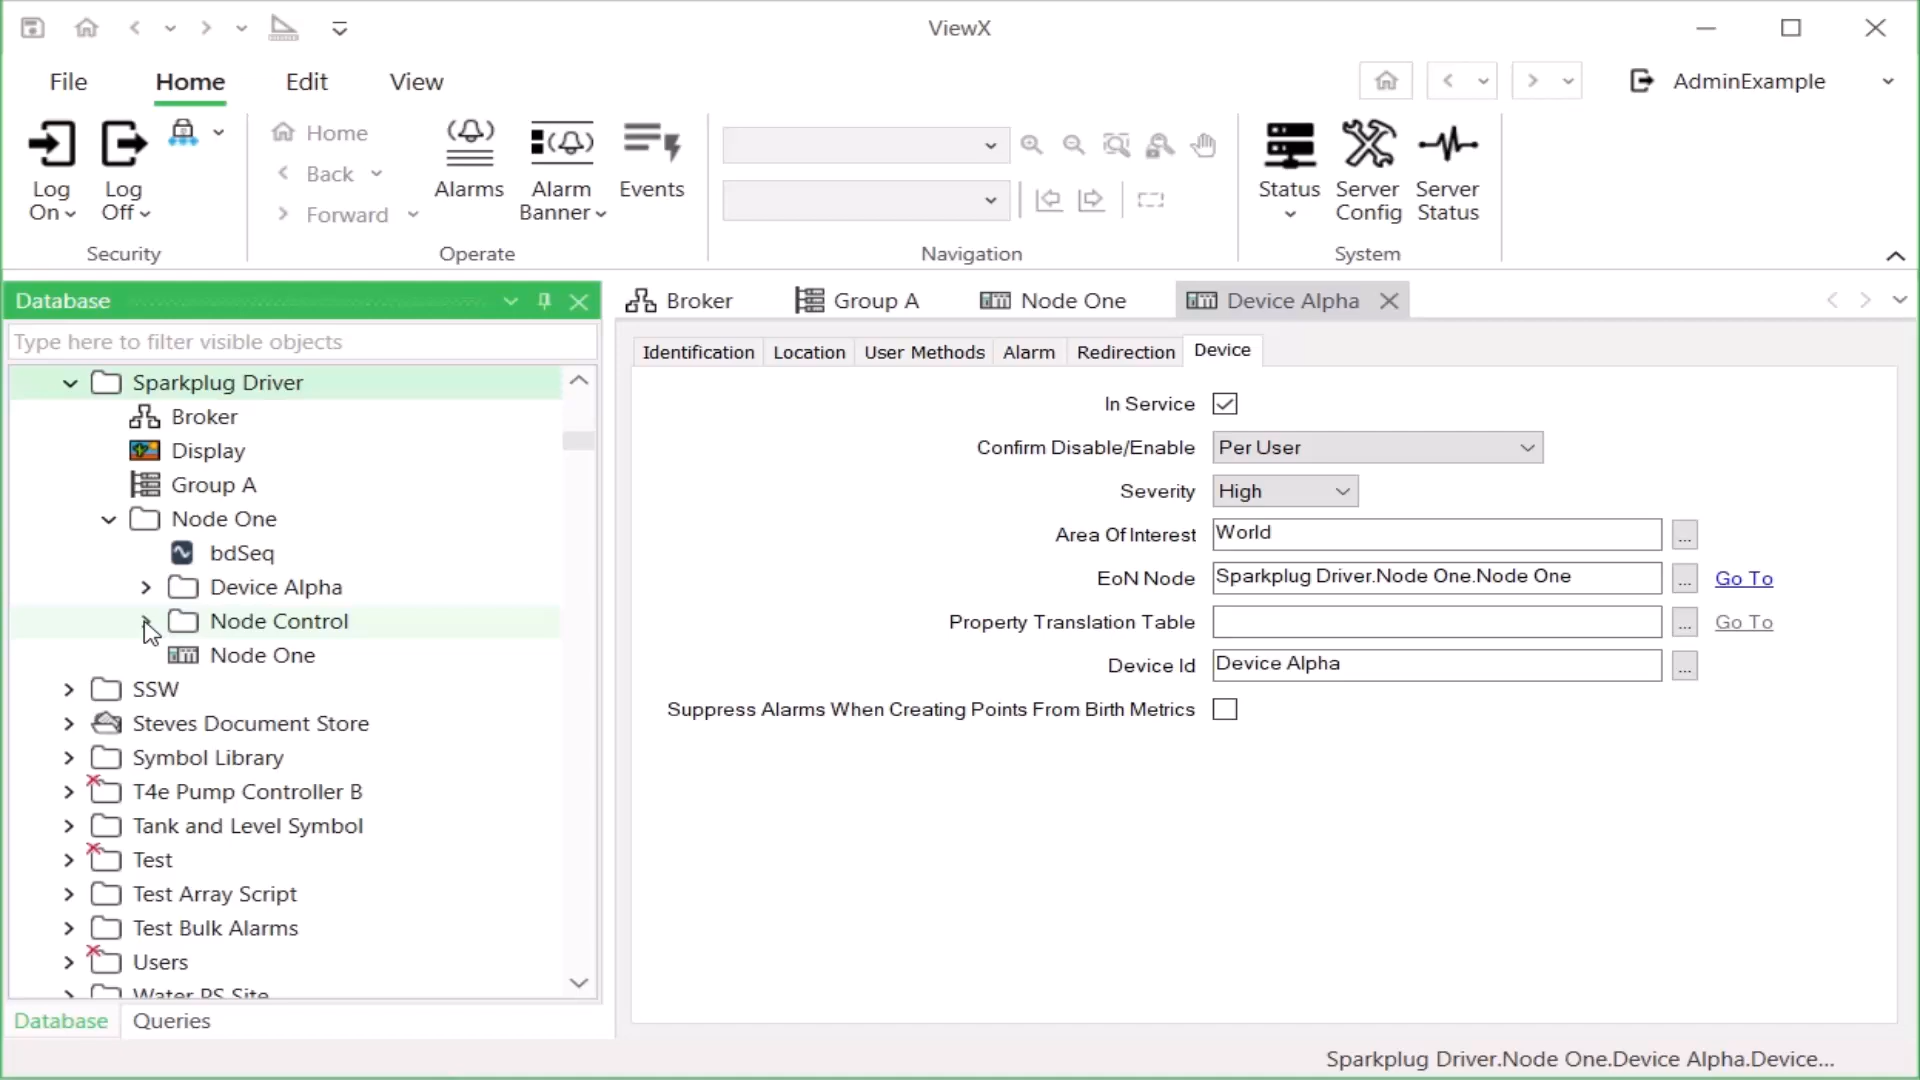 ViewX
File Home Edit View
AdminExample
Home
Back
Forward
Log On
Log Off
Alarms
Alarm Banner
Events
Status
Server Config
Server Status
Security
Operate
Navigation
System
Database
Type here to filter visible objects
Sparkplug Driver
Broker
Display
Group A
Node One
bdSeq
Device Alpha
Node Control
Node One
SSW
Steves Document Store
Symbol Library
T4e Pump Controller B
Tank and Level Symbol
Test
Test Array Script
Test Bulk Alarms
Users
Water PS Site
Database Queries
Broker Group A Node One Device Alpha
Identification Location User Methods Alarm Redirection Device
In Service
Confirm Disable/Enable Per User
Severity High
Area Of Interest World ...
EoN Node Sparkplug Driver.Node One.Node One ... Go To
Property Translation Table ... Go To
Device Id Device Alpha ...
Suppress Alarms When Creating Points From Birth Metrics
Sparkplug Driver.Node One.Device Alpha.Device...